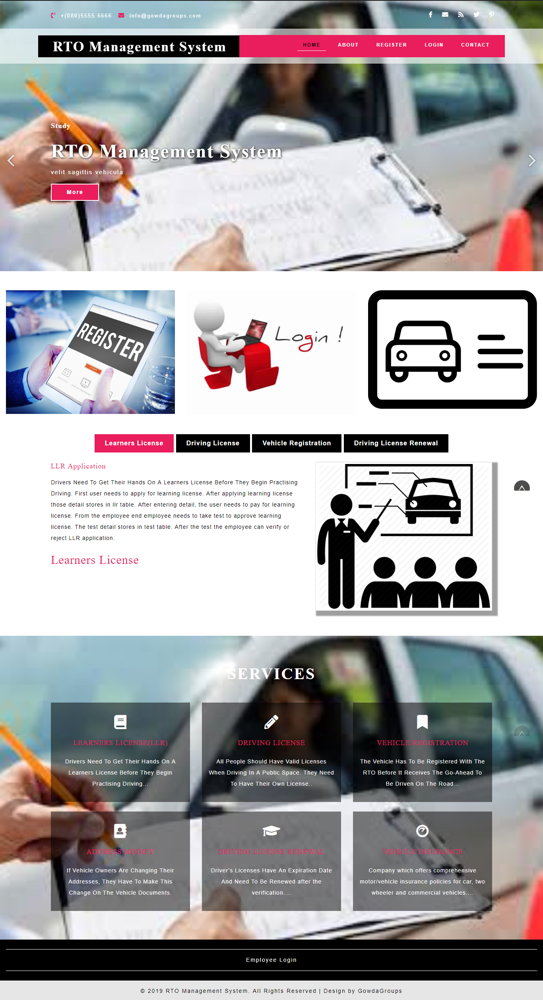 +(080)5555 6666 info@gowdagroups.com
RTO Management System
HOME ABOUT REGISTER LOGIN CONTACT
Study
RTO Management System
velit sagittis vehicula
More
REGISTER
START
EASY STYLE
DISPLAY PROPERTIES
Login !
Learners License Driving License Vehicle Registration Driving License Renewal
LLR Application
Drivers Need To Get Their Hands On A Learners License Before They Begin Practising
Driving. First user needs to apply for learning license. After applying learning license
those detail stores in llr table. After entering detail, the user needs to pay for learning
license. From the employee end employee needs to take test to approve learning
license. The test detail stores in test table. After the test the employee can verify or
reject LLR application.
Learners License
SERVICES
LEARNERS LICENSE(LLR)
Drivers Need To Get Their Hands On A
Learners License Before They Begin
Practising Driving...
DRIVING LICENSE
All People Should Have Valid Licenses
When Driving In A Public Space. They Need
To Have Their Own License..
VEHICLE REGISTRATION
The Vehicle Has To Be Registered With The
RTO Before It Receives The Go-Ahead To
Be Driven On The Road...
ADDRESS MODIFY
If Vehicle Owners Are Changing Their
Addresses, They Have To Make This
Change On The Vehicle Documents.
DRIVING LICENSE RENEWAL
Driver's Licenses Have An Expiration Date
And Need To Be Renewed after the
verification....
VEHICLE INSURANCE
Company which offers comprehensive
motor/vehicle insurance policies for car, two
wheeler and commercial vehicles....
Employee Login
© 2019 RTO Management System. All Rights Reserved | Design by GowdaGroups